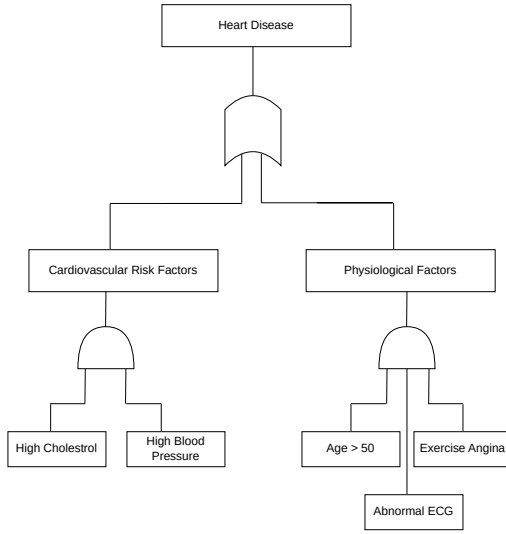 Heart Disease
Cardiovascular Risk Factors
Physiological Factors
High Cholestrol
High Blood
Pressure
Age > 50
Exercise Angina
Abnormal ECG